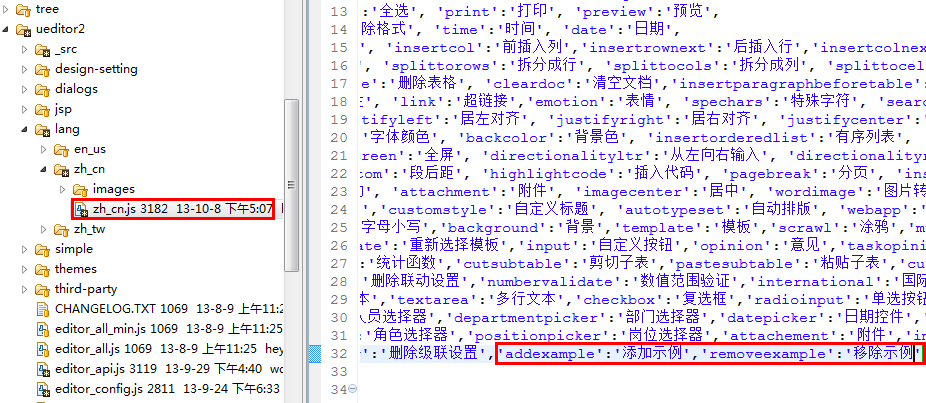 tree
ueditor2
_src
design-setting
dialogs
jsp
lang
en_us
zh_cn
images
zh_cn.js 3182 13-10-8 下午5:07
zh_tw
simple
themes
third-party
CHANGELOG.TXT 1069 13-8-9 上午11:2
editor_all_min.js 1069 13-8-9 上午11:25
editor_all.js 1069 13-8-9 上午11:25 hey
editor_api.js 3119 13-9-29 下午4:40 wo
editor_config.js 2811 13-9-24 下午6:33
13 :'全选', 'print':'打印', 'preview':'预览',
14 除格式', 'time':'时间', 'date':'日期',
15 ', 'insertcol':'前插入列','insertrownext':'后插入行','insertcolnex
16 , 'splittorows':'拆分成行', 'splittocols':'拆分成列', 'splittocel
17 e':'删除表格', 'cleardoc':'清空文档','insertparagraphbeforetable':
18 ', 'link':'超链接','emotion':'表情', 'spechars':'特殊字符', 'sear
19 tifyleft':'居左对齐', 'justifyright':'居右对齐', 'justifycenter':'
20 '字体颜色', 'backcolor':'背景色', 'insertorderedlist':'有序列表',
21 reen':'全屏', 'directionalityltr':'从左向右输入', 'directionality
22 tom':'段后距', 'highlightcode':'插入代码', 'pagebreak':'分页', 'ins
23 ', 'attachment':'附件', 'imagecenter':'居中', 'wordimage':'图片转
24 ,'customstyle':'自定义标题', 'autotypeset':'自动排版', 'webapp':'
25 字母小写','background':'背景','template':'模板','scrawl':'涂鸦','m
26 ate':'重新选择模板','input':'自定义按钮','opinion':'意见','taskopini
27 :'统计函数','cutsubtable':'剪切子表','pastesubtable':'粘贴子表','cu
28 '删除联动设置','numbervalidate':'数值范围验证','international':'国际
29 本','textarea':'多行文本','checkbox':'复选框','radioinput':'单选按钮
30 人员选择器','departmentpicker':'部门选择器','datepicker':'日期控件','
31 '角色选择器','positionpicker':'岗位选择器','attachement':'附件','in
32 ':'删除级联设置','addexample':'添加示例','removeexample':'移除示例'
33
34